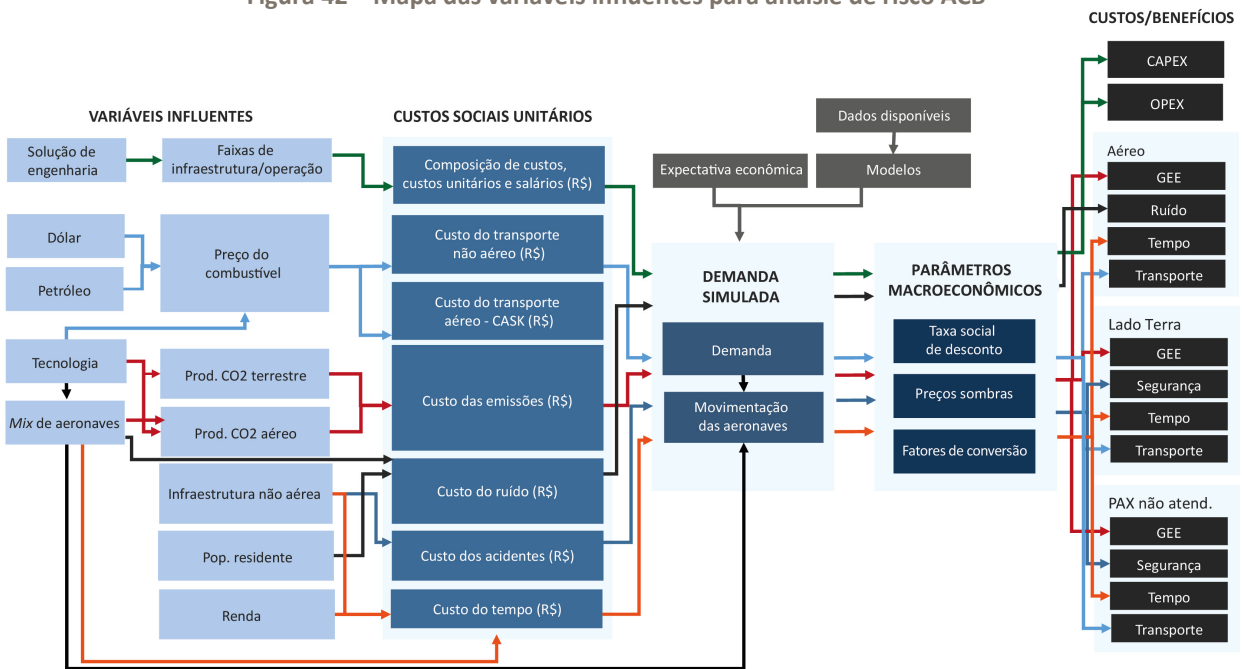 Figura 42 – Mapa das variáveis influentes para análsie de risco ACB
CUSTOS/BENEFÍCIOS
CAPEX
OPEX
VARIÁVEIS INFLUENTES
CUSTOS SOCIAIS UNITÁRIOS
Dados disponíveis
Expectativa econômica
Modelos
Solução de
engenharia
Faixas de
infraestrutura/operação
Composição de custos,
custos unitários e salários (R$)
Dólar
Petróleo
Preço do
combustível
Custo do transporte
não aéreo (R$)
Custo do transporte
aéreo - CASK (R$)
Tecnologia
Mix de aeronaves
Prod. CO2 terrestre
Prod. CO2 aéreo
Custo das emissões (R$)
Infraestrutura não aérea
Custo do ruído (R$)
Pop. residente
Custo dos acidentes (R$)
Renda
Custo do tempo (R$)
DEMANDA
SIMULADA
Demanda
Movimentação
das aeronaves
PARÂMETROS
MACROECONÔMICOS
Taxa social
de desconto
Preços sombras
Fatores de conversão
Aéreo
GEE
Ruído
Tempo
Transporte
Lado Terra
GEE
Segurança
Tempo
Transporte
PAX não atend.
GEE
Segurança
Tempo
Transporte